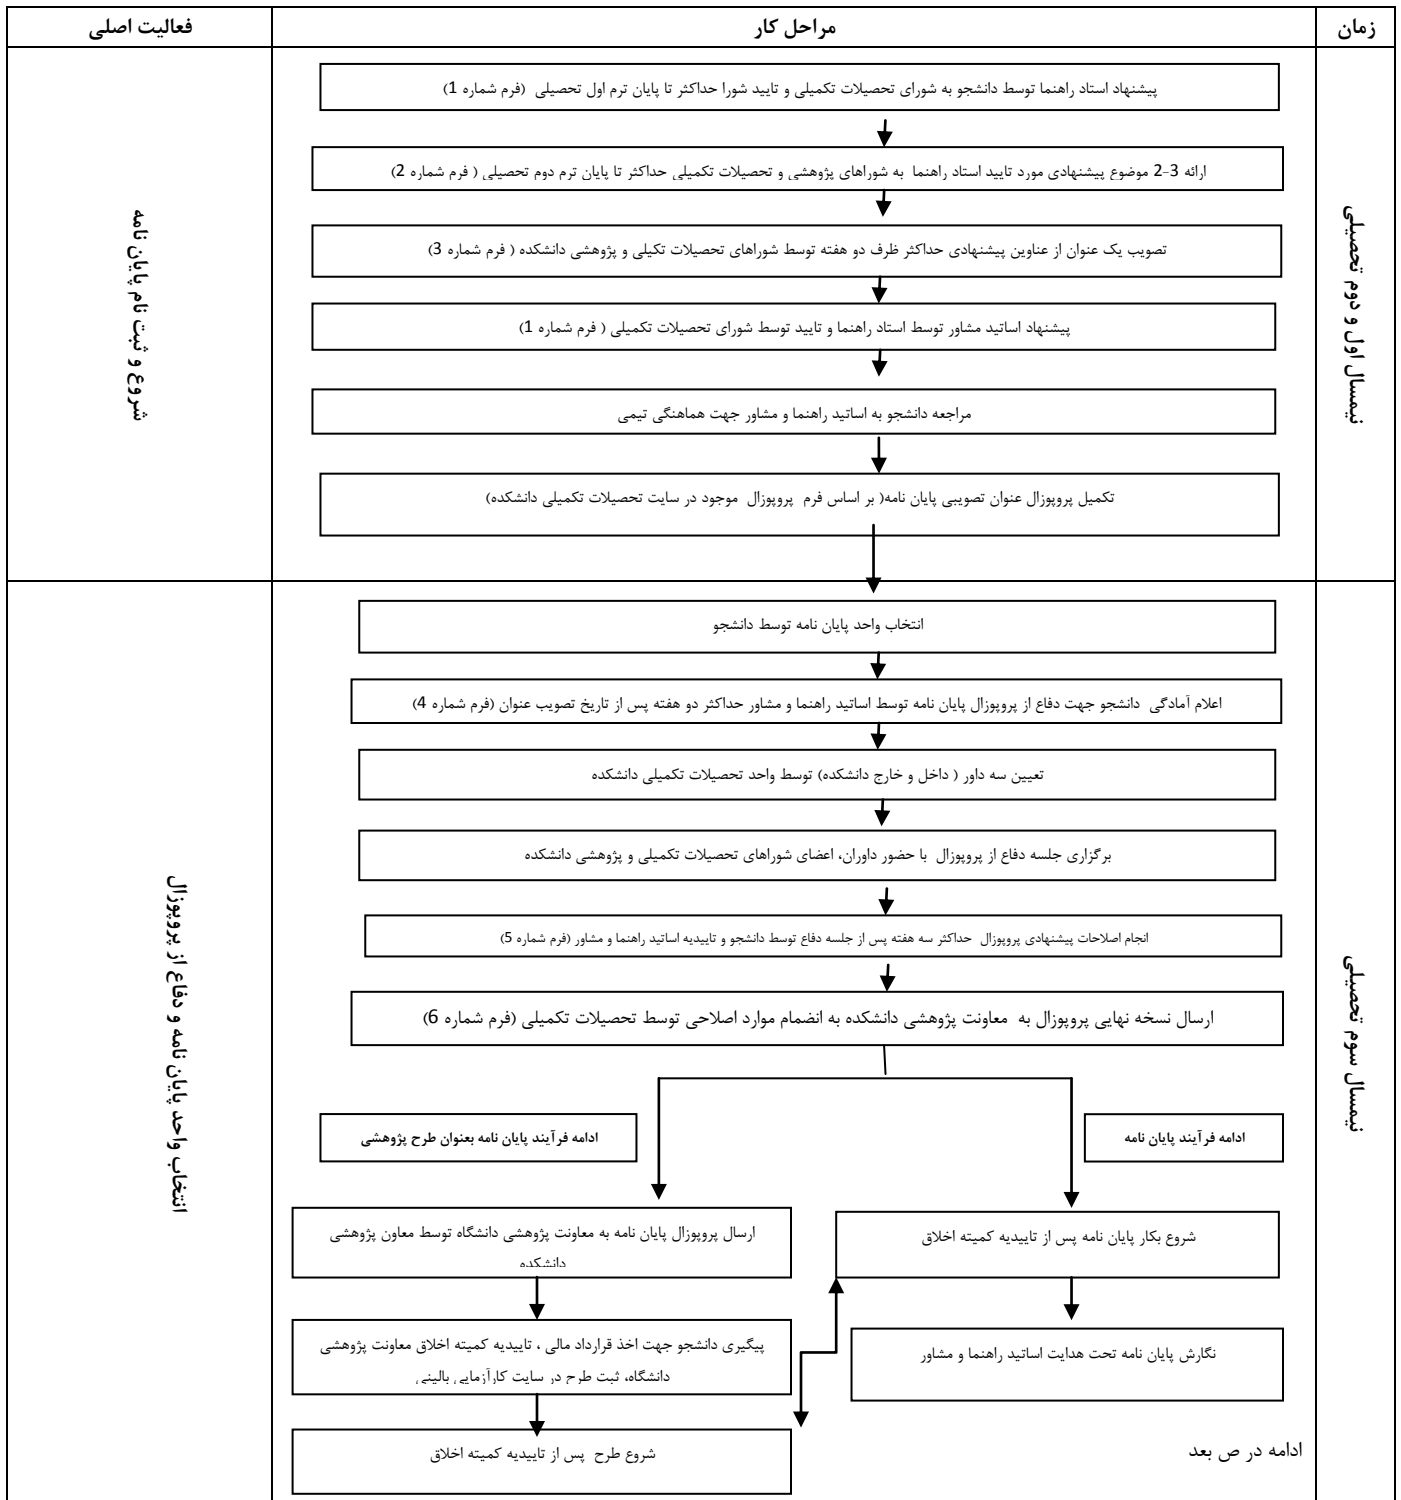 زمان
مراحل کار
فعالیت اصلی
نیمسال اول و دوم تحصیلی
پیشنهاد استاد راهنما توسط دانشجو به شورای تحصیلات تکمیلی و تایید شورا حداکثر تا پایان ترم اول تحصیلی (فرم شماره 1)
ارائه 3-2 موضوع پیشنهادی مورد تایید استاد راهنما به شوراهای پژوهشی و تحصیلات تکمیلی حداکثر تا پایان ترم دوم تحصیلی ( فرم شماره 2)
تصویب یک عنوان از عناوین پیشنهادی حداکثر ظرف دو هفته توسط شوراهای تحصیلات تکیلی و پژوهشی دانشکده ( فرم شماره 3)
پیشنهاد اساتید مشاور توسط استاد راهنما و تایید توسط شورای تحصیلات تکمیلی ( فرم شماره 1)
مراجعه دانشجو به اساتید راهنما و مشاور جهت هماهنگی تیمی
تکمیل پروپوزال عنوان تصویبی پایان نامه( بر اساس فرم پروپوزال موجود در سایت تحصیلات تکمیلی دانشکده)
شروع و ثبت نام پایان نامه
نیمسال سوم تحصیلی
انتخاب واحد پایان نامه توسط دانشجو
اعلام آمادگی دانشجو جهت دفاع از پروپوزال پایان نامه توسط اساتید راهنما و مشاور حداکثر دو هفته پس از تاریخ تصویب عنوان (فرم شماره 4)
تعیین سه داور ( داخل و خارج دانشکده) توسط واحد تحصیلات تکمیلی دانشکده
برگزاری جلسه دفاع از پروپوزال با حضور داوران، اعضای شوراهای تحصیلات تکمیلی و پژوهشی دانشکده
انجام اصلاحات پیشنهادی پروپوزال حداکثر سه هفته پس از جلسه دفاع توسط دانشجو و تاییدیه اساتید راهنما و مشاور (فرم شماره 5)
ارسال نسخه نهایی پروپوزال به معاونت پژوهشی دانشکده به انضمام موارد اصلاحی توسط تحصیلات تکمیلی (فرم شماره 6)
ادامه فرآیند پایان نامه
ادامه فرآیند پایان نامه بعنوان طرح پژوهشی
شروع بکار پایان نامه پس از تاییدیه کمیته اخلاق
ارسال پروپوزال پایان نامه به معاونت پژوهشی دانشگاه توسط معاون پژوهشی
دانشکده
نگارش پایان نامه تحت هدایت اساتید راهنما و مشاور
پیگیری دانشجو جهت اخذ قرارداد مالی ، تاییدیه کمیته اخلاق معاونت پژوهشی
دانشگاه، ثبت طرح در سایت کارآزمایی بالینی
شروع طرح پس از تاییدیه کمیته اخلاق
ادامه در ص بعد
انتخاب واحد پایان نامه و دفاع از پروپوزال